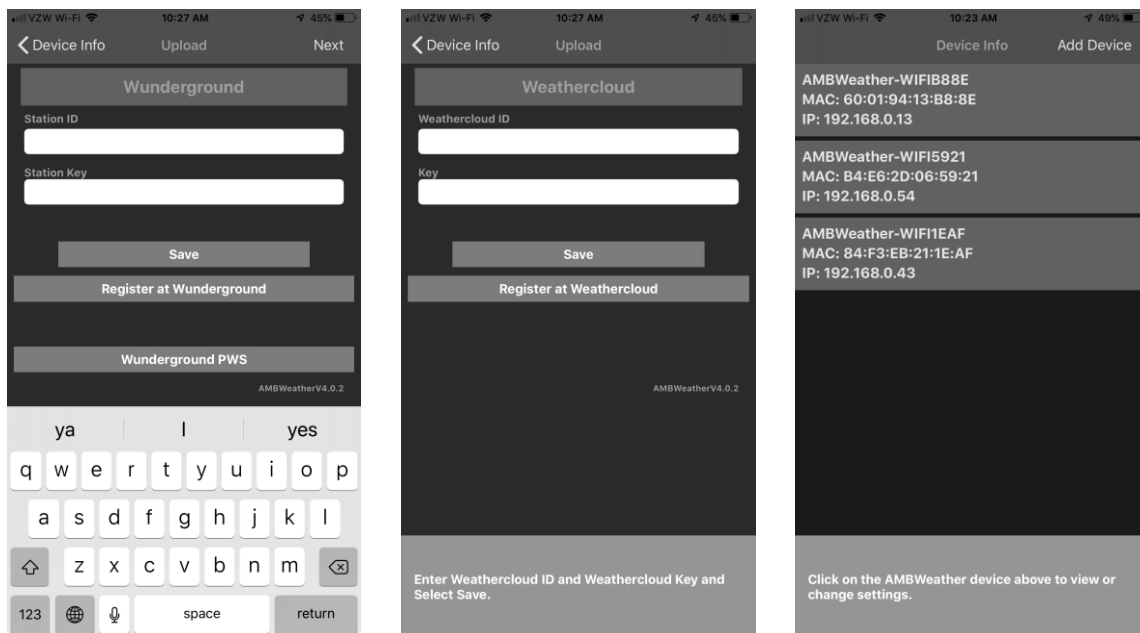 VZW Wi-Fi 10:27 AM 45%
Device Info Upload Next
Wunderground
Station ID
Station Key
Save
Register at Wunderground
Wunderground PWS
AMBWeatherV4.0.2
ya I yes
q w e r t y u i o p
a s d f g h j k l
z x c v b n m
123 space return
VZW Wi-Fi 10:27 AM 45%
Device Info Upload
Weathercloud
Weathercloud ID
Key
Save
Register at Weathercloud
AMBWeatherV4.0.2
Enter Weathercloud ID and Weathercloud Key and
Select Save.
VZW Wi-Fi 10:23 AM 49%
Device Info Add Device
AMBWeather-WIFIB88E
MAC: 60:01:94:13:B8:8E
IP: 192.168.0.13
AMBWeather-WIFI5921
MAC: B4:E6:2D:06:59:21
IP: 192.168.0.54
AMBWeather-WIFI1EAF
MAC: 84:F3:EB:21:1E:AF
IP: 192.168.0.43
Click on the AMBWeather device above to view or
change settings.